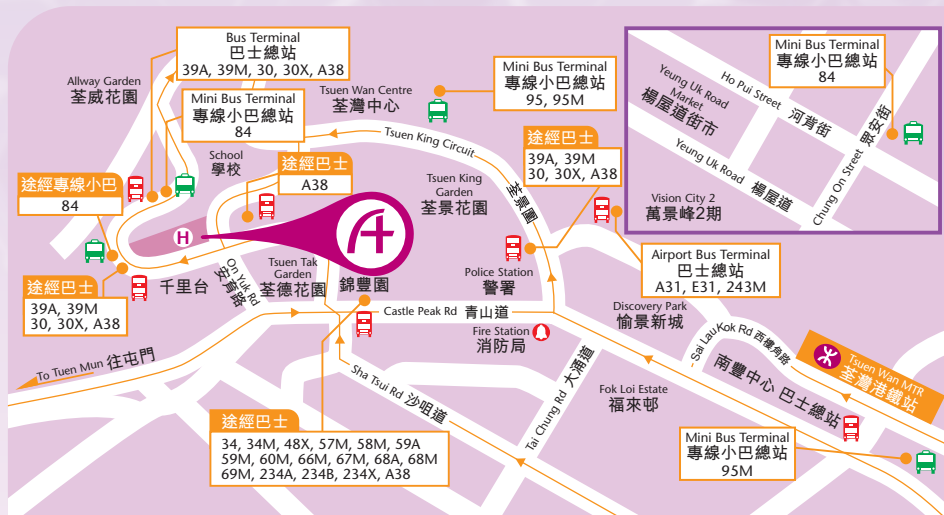 Bus Terminal
巴士總站
39A, 39M, 30, 30X, A38
Allway Garden
荃威花園
Mini Bus Terminal
專線小巴總站
84
Tsuen Wan Centre
荃灣中心
Mini Bus Terminal
專線小巴總站
95, 95M
Mini Bus Terminal
專線小巴總站
84
Yeung Uk Road
Market
楊屋道街市
Ho Pui Street 河背街
Yeung Uk Road 楊屋道
Chung On Street 眾安街
Vision City 2
萬景峰2期
School
學校
途經巴士
A38
Tsuen King Circuit
荃景圍
Tsuen King
Garden
荃景花園
途經巴士
39A, 39M
30, 30X, A38
途經專線小巴
84
H
千里台
On Yuk Rd
安育路
Tsuen Tak
Garden
荃德花園
錦豐園
Police Station
警署
Airport Bus Terminal
巴士總站
A31, E31, 243M
途經巴士
39A, 39M
30, 30X, A38
Castle Peak Rd 青山道
Fire Station
消防局
Discovery Park
愉景新城
Sai Lau Kok Rd 西樓角路
Tsuen Wan MTR
荃灣港鐵站
To Tuen Mun 往屯門
Sha Tsui Rd 沙咀道
Tai Chung Rd 大涌道
Fok Loi Estate
福來邨
南豐中心 巴士總站
途經巴士
34, 34M, 48X, 57M, 58M, 59A
59M, 60M, 66M, 67M, 68A, 68M
69M, 234A, 234B, 234X, A38
Mini Bus Terminal
專線小巴總站
95M